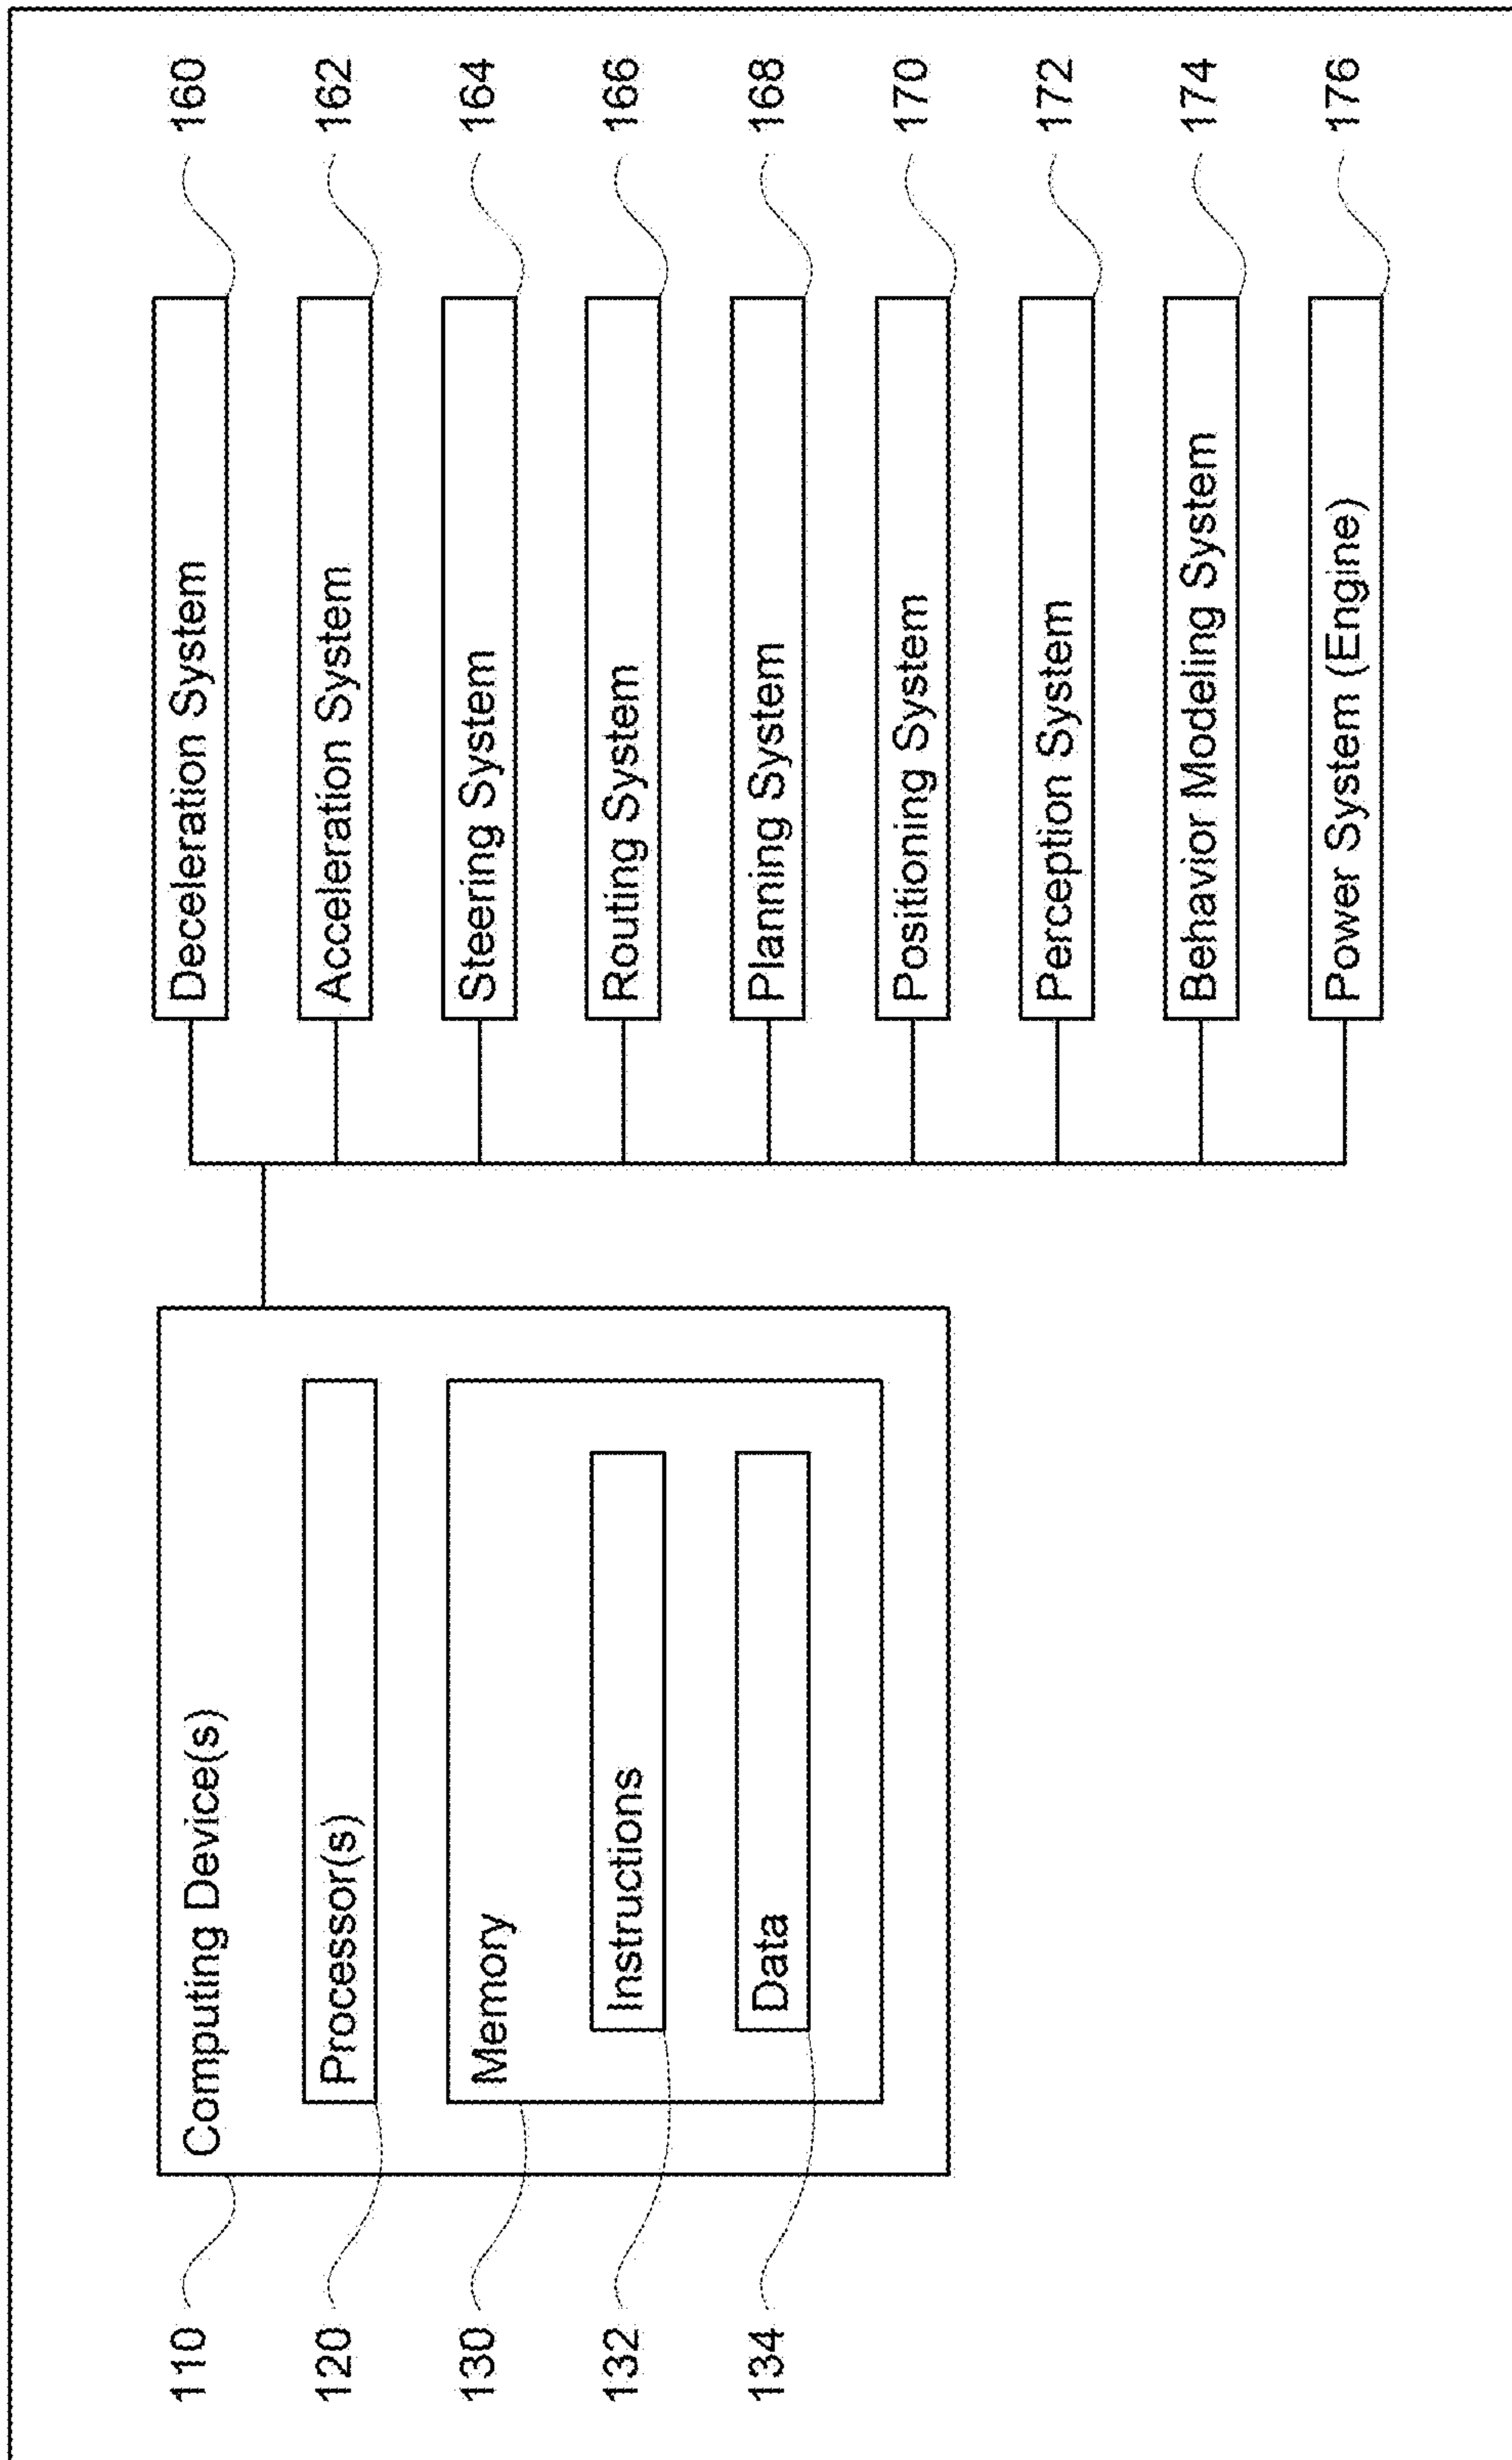 110
Computing Device(s)
120
Processor(s)
130
Memory
132
Instructions
134
Data
Deceleration System
160
Acceleration System
162
Steering System
164
Routing System
166
Planning System
168
Positioning System
170
Perception System
172
Behavior Modeling System
174
Power System (Engine)
176